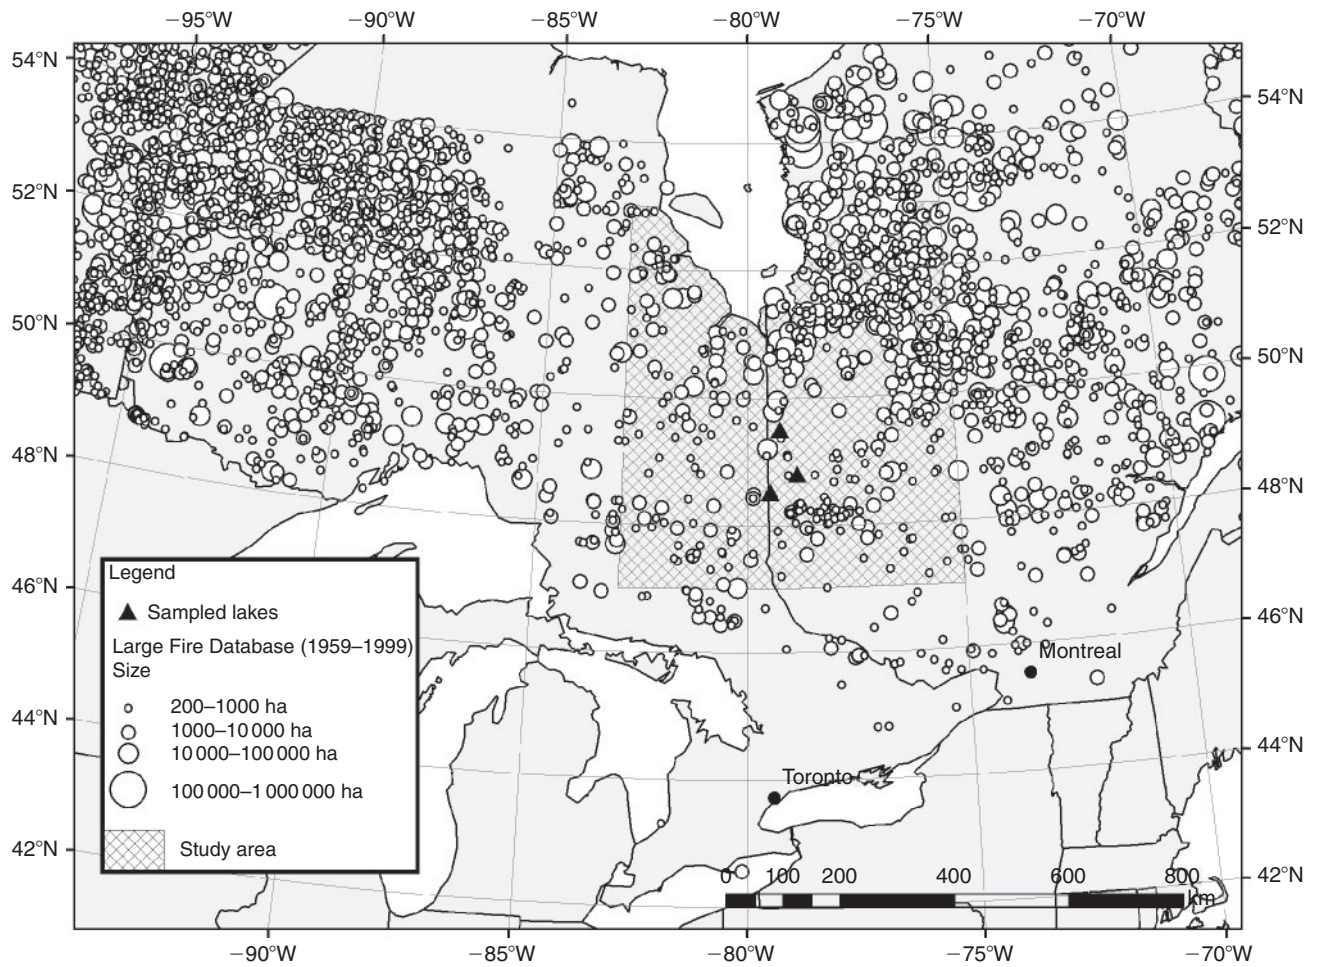 −95°W −90°W −85°W −80°W −75°W −70°W
54°N
54°N
52°N
52°N
50°N
50°N
48°N
48°N
46°N
46°N
44°N
44°N
42°N
42°N
Legend
Sampled lakes
Large Fire Database (1959–1999)
Size
200–1000 ha
1000–10 000 ha
10 000–100 000 ha
100 000–1 000 000 ha
Study area
Montreal
Toronto
0 100 200 400 600 800
km
−90°W −85°W −80°W −75°W −70°W